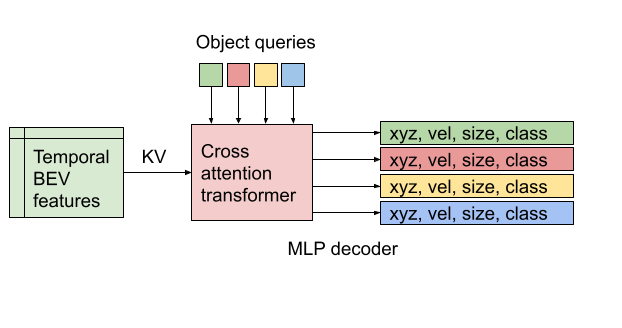 Object queries
Temporal
BEV
features
KV
Cross
attention
transformer
xyz, vel, size, class
xyz, vel, size, class
xyz, vel, size, class
xyz, vel, size, class
MLP decoder